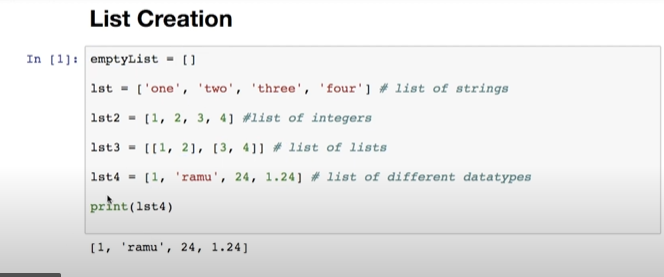 List Creation
In [1]: emptyList = []
lst = ['one', 'two', 'three', 'four'] # list of strings
lst2 = [1, 2, 3, 4] #list of integers
lst3 = [[1, 2], [3, 4]] # list of lists
lst4 = [1, 'ramu', 24, 1.24] # list of different datatypes
print(lst4)
[1, 'ramu', 24, 1.24]